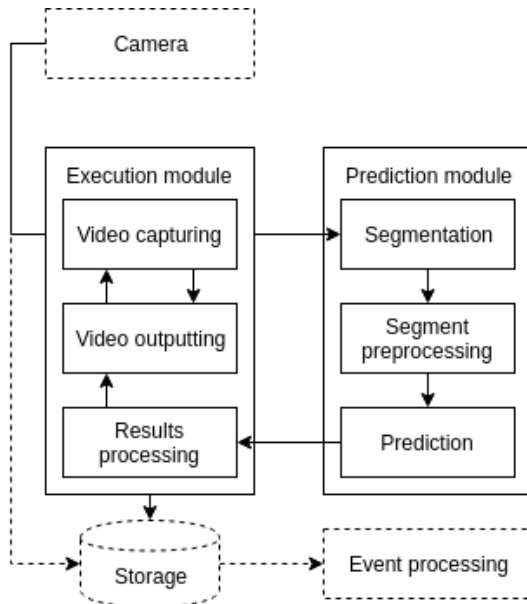 Camera
Execution module
Video capturing
Video outputting
Results
processing
Prediction module
Segmentation
Segment
preprocessing
Prediction
Storage
Event processing